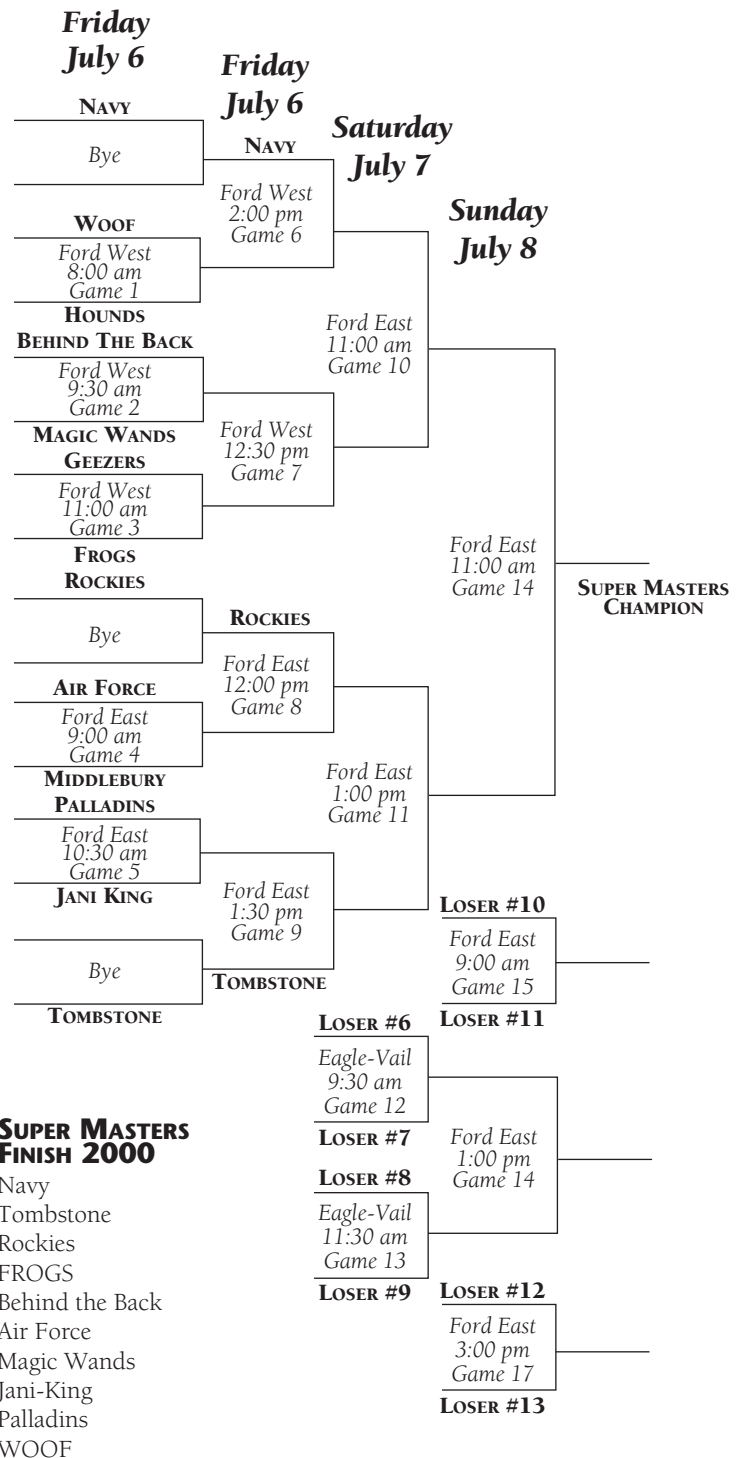 Friday
July 6
Friday
July 6
Saturday
July 7
Sunday
July 8
NAVY
Bye
WOOF
Ford West
8:00 am
Game 1
HOUNDS
BEHIND THE BACK
Ford West
9:30 am
Game 2
MAGIC WANDS
GEEZERS
Ford West
11:00 am
Game 3
FROGS
ROCKIES
Bye
AIR FORCE
Ford East
9:00 am
Game 4
MIDDLEBURY
PALLADINS
Ford East
10:30 am
Game 5
JANI KING
Bye
TOMBSTONE
NAVY
Ford West
2:00 pm
Game 6
Ford West
12:30 pm
Game 7
ROCKIES
Ford East
12:00 pm
Game 8
Ford East
1:30 pm
Game 9
TOMBSTONE
Ford East
11:00 am
Game 10
Ford East
1:00 pm
Game 11
Ford East
11:00 am
Game 14
SUPER MASTERS
CHAMPION
LOSER #10
Ford East
9:00 am
Game 15
LOSER #11
LOSER #6
Eagle-Vail
9:30 am
Game 12
LOSER #7
LOSER #8
Eagle-Vail
11:30 am
Game 13
LOSER #9
Ford East
1:00 pm
Game 14
LOSER #12
Ford East
3:00 pm
Game 17
LOSER #13
SUPER MASTERS
FINISH 2000
Navy
Tombstone
Rockies
FROGS
Behind the Back
Air Force
Magic Wands
Jani-King
Palladins
WOOF